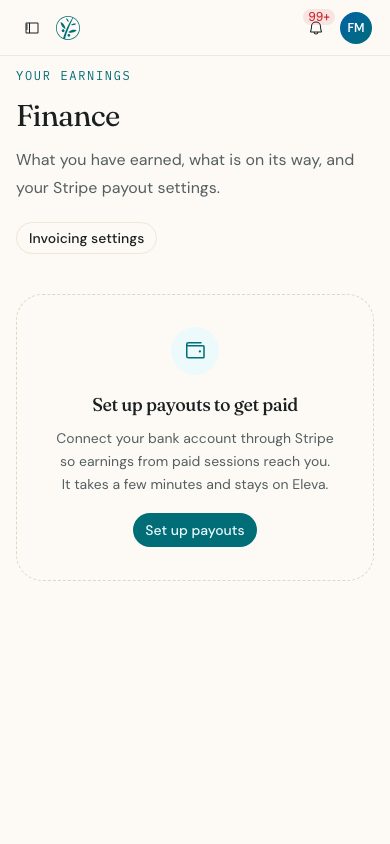 99+
FM
YOUR EARNINGS
Finance
What you have earned, what is on its way, and
your Stripe payout settings.
Invoicing settings
Set up payouts to get paid
Connect your bank account through Stripe
so earnings from paid sessions reach you.
It takes a few minutes and stays on Eleva.
Set up payouts